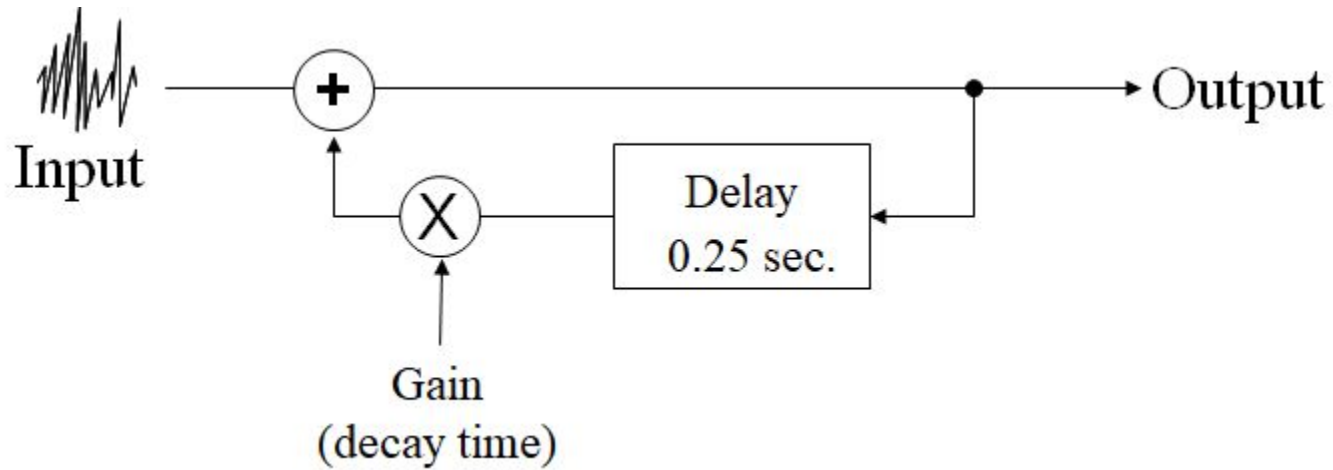 Input
+
Output
X
Delay
0.25 sec.
Gain
(decay time)